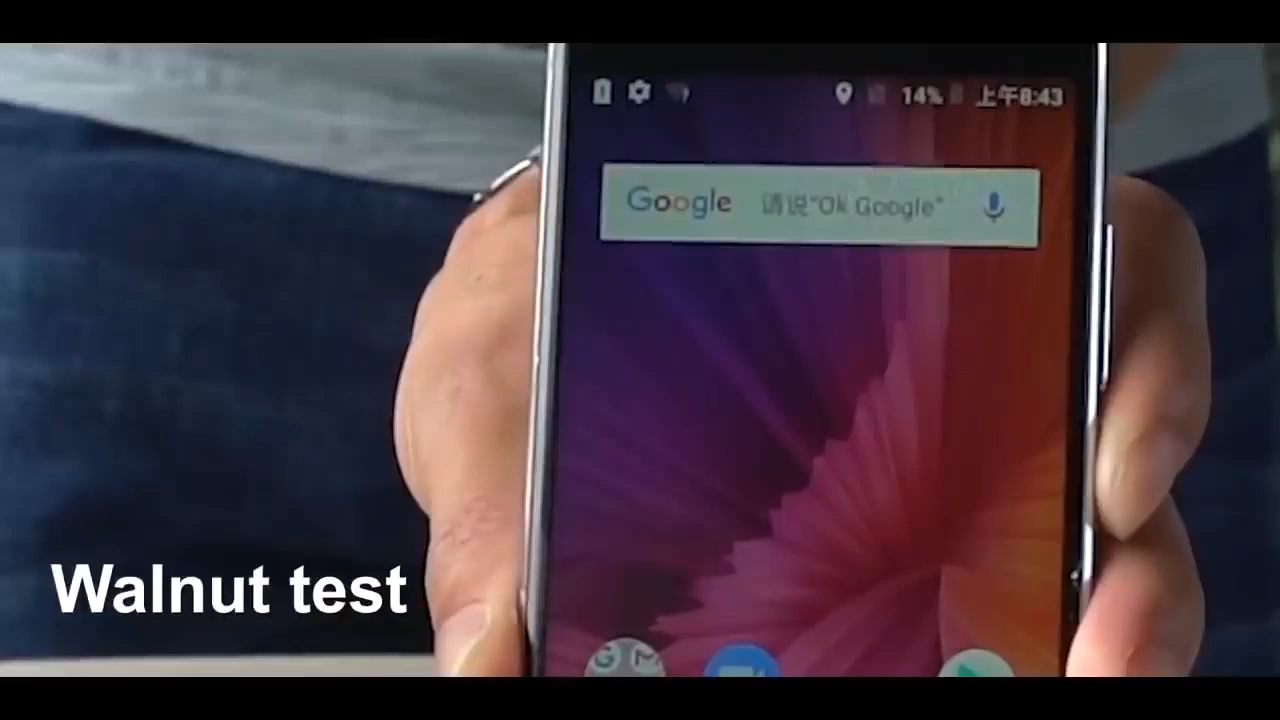 14% 上午8:43
Google 请说“Ok Google”
G M
Walnut test